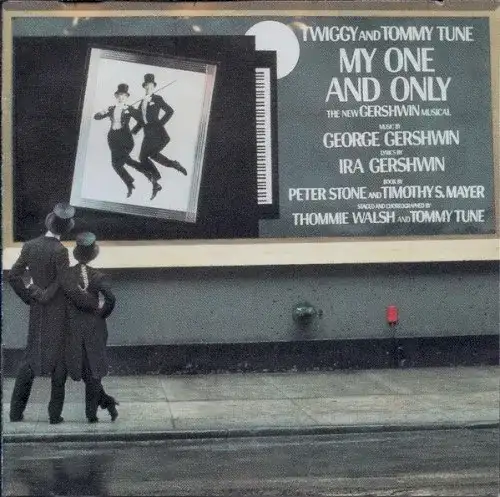 TWIGGY AND TOMMY TUNE
MY ONE
AND ONLY
THE NEW GERSHWIN MUSICAL
MUSIC BY
GEORGE GERSHWIN
LYRICS BY
IRA GERSHWIN
BOOK BY
PETER STONE AND TIMOTHY S. MAYER
STAGED AND CHOREOGRAPHED BY
THOMMIE WALSH AND TOMMY TUNE